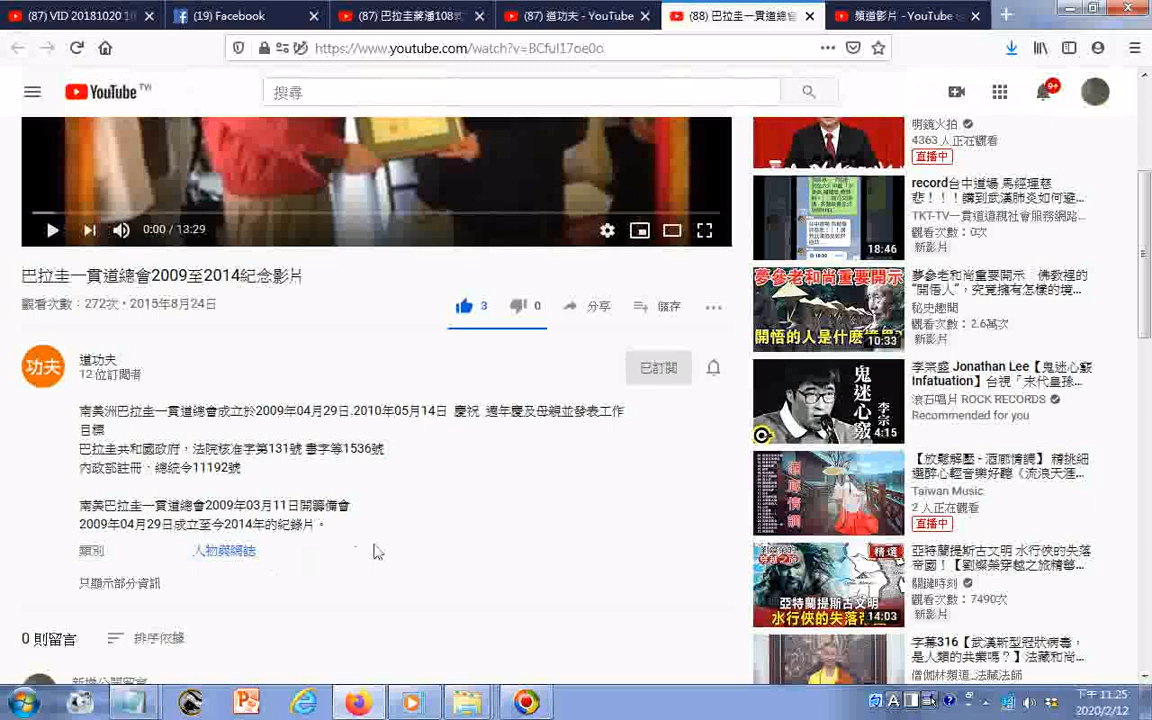 (87) VID 20181020 1
(19) Facebook
(87) 巴拉圭蔣潘108
(87) 道功夫 - YouTube
(88) 巴拉圭一貫道總會
頻道影片 - YouTube
https://www.youtube.com/watch?v=BCfuI17oe0o
YouTube TW
搜尋
9+
0:00 / 13:29
巴拉圭一貫道總會2009至2014紀念影片
觀看次數：272次 • 2015年8月24日
3
0
分享
儲存
功夫
道功夫
12 位訂閱者
已訂閱
南美洲巴拉圭一貫道總會成立於2009年04月29日.2010年05月14日 慶祝 週年慶及母親並發表工作
目標
巴拉圭共和國政府，法院核准字第131號 書字等1536號
內政部註冊．總統令11192號
南美巴拉圭一貫道總會2009年03月11日開籌備會
2009年04月29日成立至今2014年的紀錄片。
類別
人物與網誌
只顯示部分資訊
0 則留言
排序依據
新增公開留言
明鏡火拍
4363 人正在觀看
直播中
record台中道場 馬經理慈
悲！！！講到武漢肺炎如何避...
TKT-TV一貫道道親社會服務網路...
觀看次數：0次
新影片
18:46
夢參老和尚重要開示：佛教裡的
"開悟人"，究竟擁有怎樣的境...
秘史趣聞
觀看次數：2.6萬次
新影片
夢參老和尚重要開示
開悟的人是什麼
10:33
李宗盛 Jonathan Lee【鬼迷心竅
Infatuation】台視「末代皇孫...
滾石唱片 ROCK RECORDS
Recommended for you
鬼迷心竅
李宗
4:15
【放鬆解壓 - 酒廊情調】 精挑細
選醉心輕音樂好聽《流浪天涯...
Taiwan Music
2 人正在觀看
直播中
亞特蘭提斯古文明 水行俠的失落
帝國！【劉燦榮穿越之旅精華...
關鍵時刻
觀看次數：7490次
新影片
精選
亞特蘭提斯古文明
水行俠的失落
14:03
字幕316【武漢新型冠狀病毒，
是人類的共業嗎？】法藏和尚...
僧伽林頻道...法藏法師
下午 11:25
2020/2/12